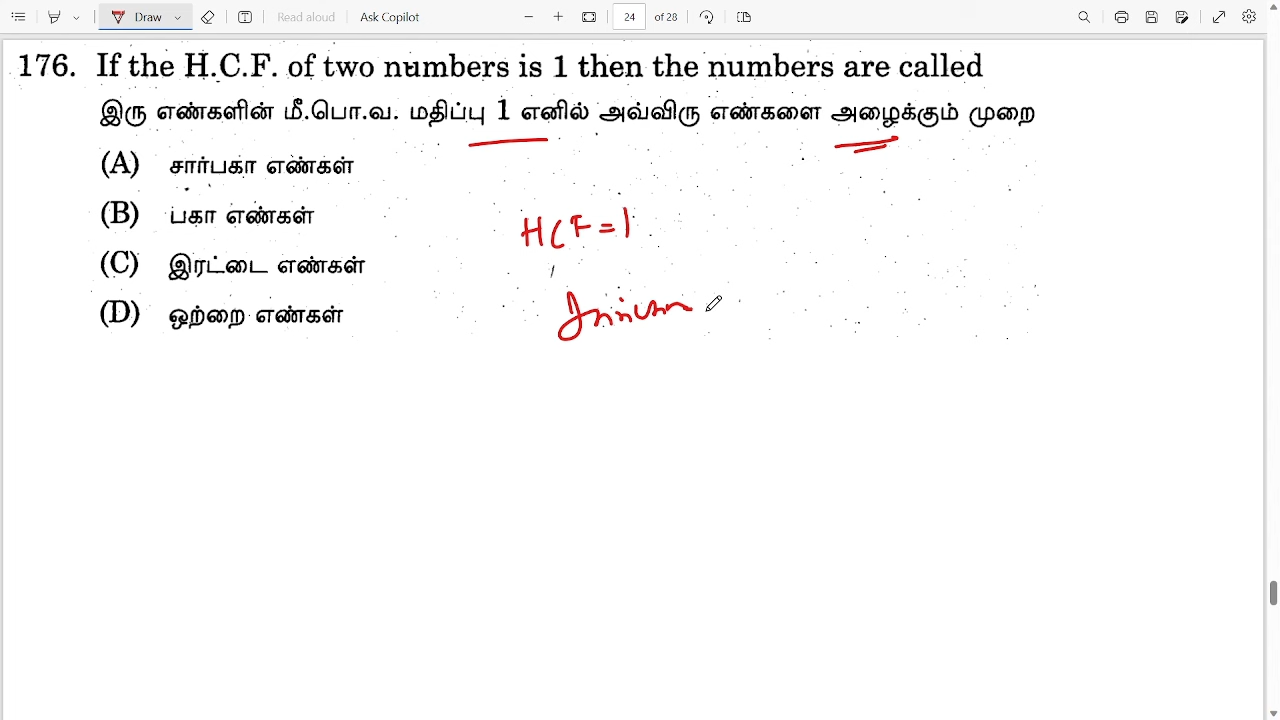 Draw Read aloud Ask Copilot 24 of 28
176. If the H.C.F. of two numbers is 1 then the numbers are called
இரு எண்களின் மீ.பொ.வ. மதிப்பு 1 எனில் அவ்விரு எண்களை அழைக்கும் முறை
(A) சார்பகா எண்கள்
(B) பகா எண்கள்
(C) இரட்டை எண்கள்
(D) ஒற்றை எண்கள்
HCF=1
சார்பகா